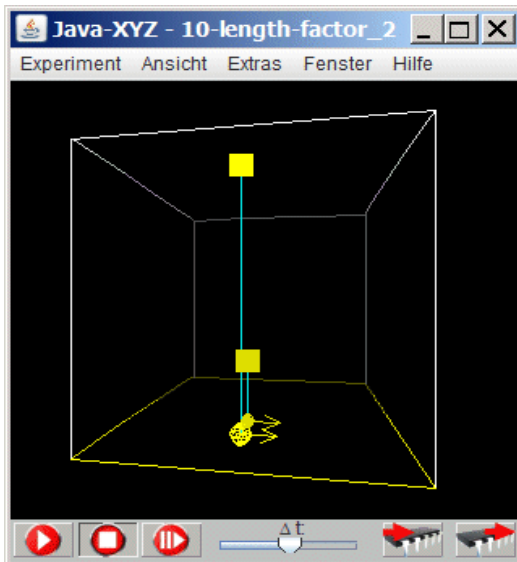 Java-XYZ - 10-length-factor_2
Experiment Ansicht Extras Fenster Hilfe
Δt